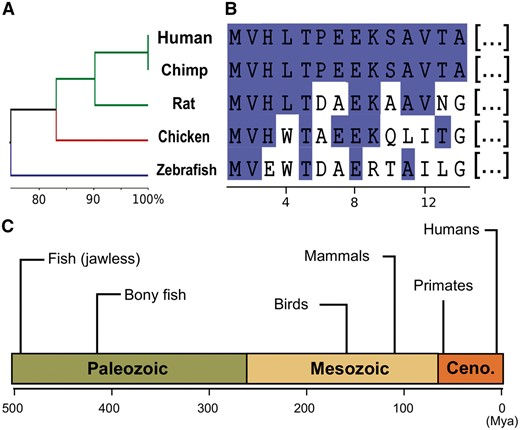 A
B
Human MVHLTPEEKSAVTA [...]
Chimp MVHLTPEEKSAVTA [...]
Rat MVHLTDAEKAAVNG [...]
Chicken MVHWTAEEKQLITG [...]
Zebrafish MVEWTDAERTAILG [...]
80 90 100% 4 8 12
C
Humans
Fish (jawless) Mammals
Primates
Bony fish
Birds
Paleozoic Mesozoic Ceno.
500 400 300 200 100 0
(Mya)